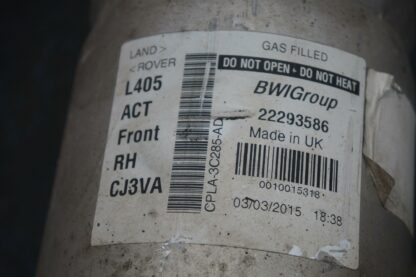 LAND >
< ROVER
L405
ACT
Front
RH
CJ3VA
CPLA-3C285-AD
GAS FILLED
DO NOT OPEN - DO NOT HEAT
BWIGroup
22293586
Made in UK
0010015318
03/03/2015 18:38